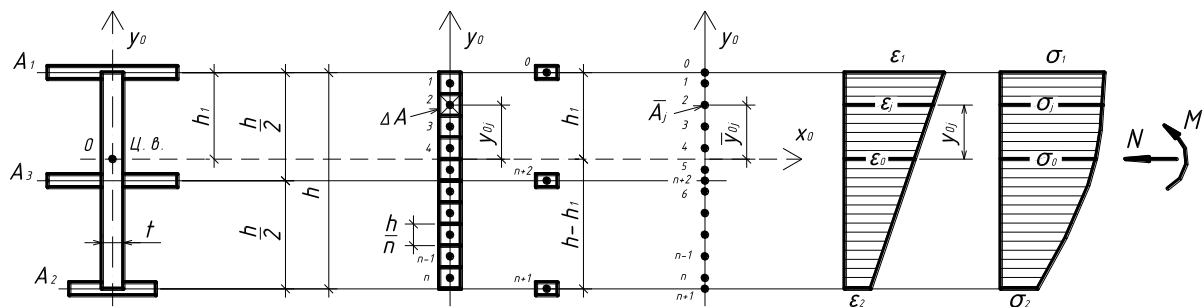 y₀
A₁
h₁
h/2
h
0
Ц. в.
A₃
t
h/2
A₂
y₀
1
2
ΔA
3
4
y₀ⱼ
h/n
n-1
n
0
n+2
n+1
h₁
h-h₁
y₀
0
1
2
A̅ⱼ
3
4
5
n+2
6
n-1
n
n+1
y̅₀ⱼ
x₀
ε₁
εⱼ
ε₀
ε₂
y₀ⱼ
σ₁
σⱼ
σ₀
σ₂
N
M